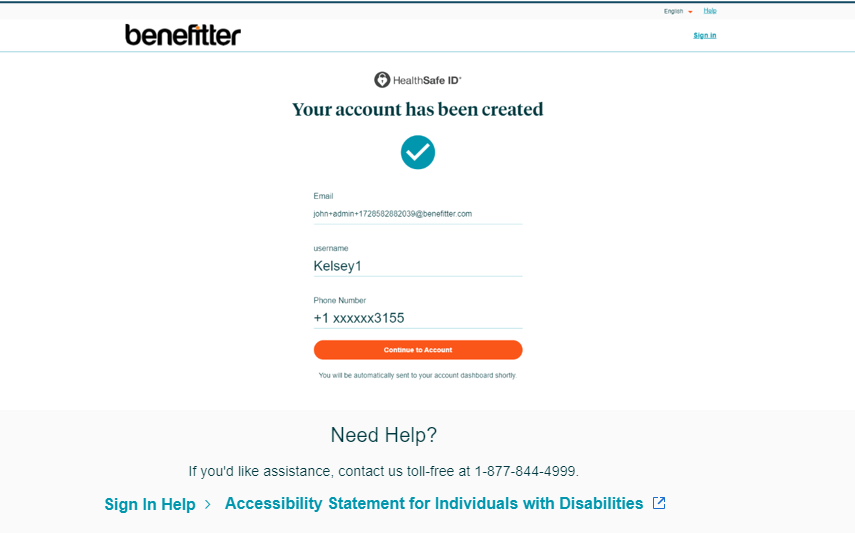 English Help
benefitter
Sign in
HealthSafe ID®
Your account has been created
Email
john+admin+1728582882039@benefitter.com
username
Kelsey1
Phone Number
+1 xxxxxx3155
Continue to Account
You will be automatically sent to your account dashboard shortly.
Need Help?
If you'd like assistance, contact us toll-free at 1-877-844-4999.
Sign In Help > Accessibility Statement for Individuals with Disabilities